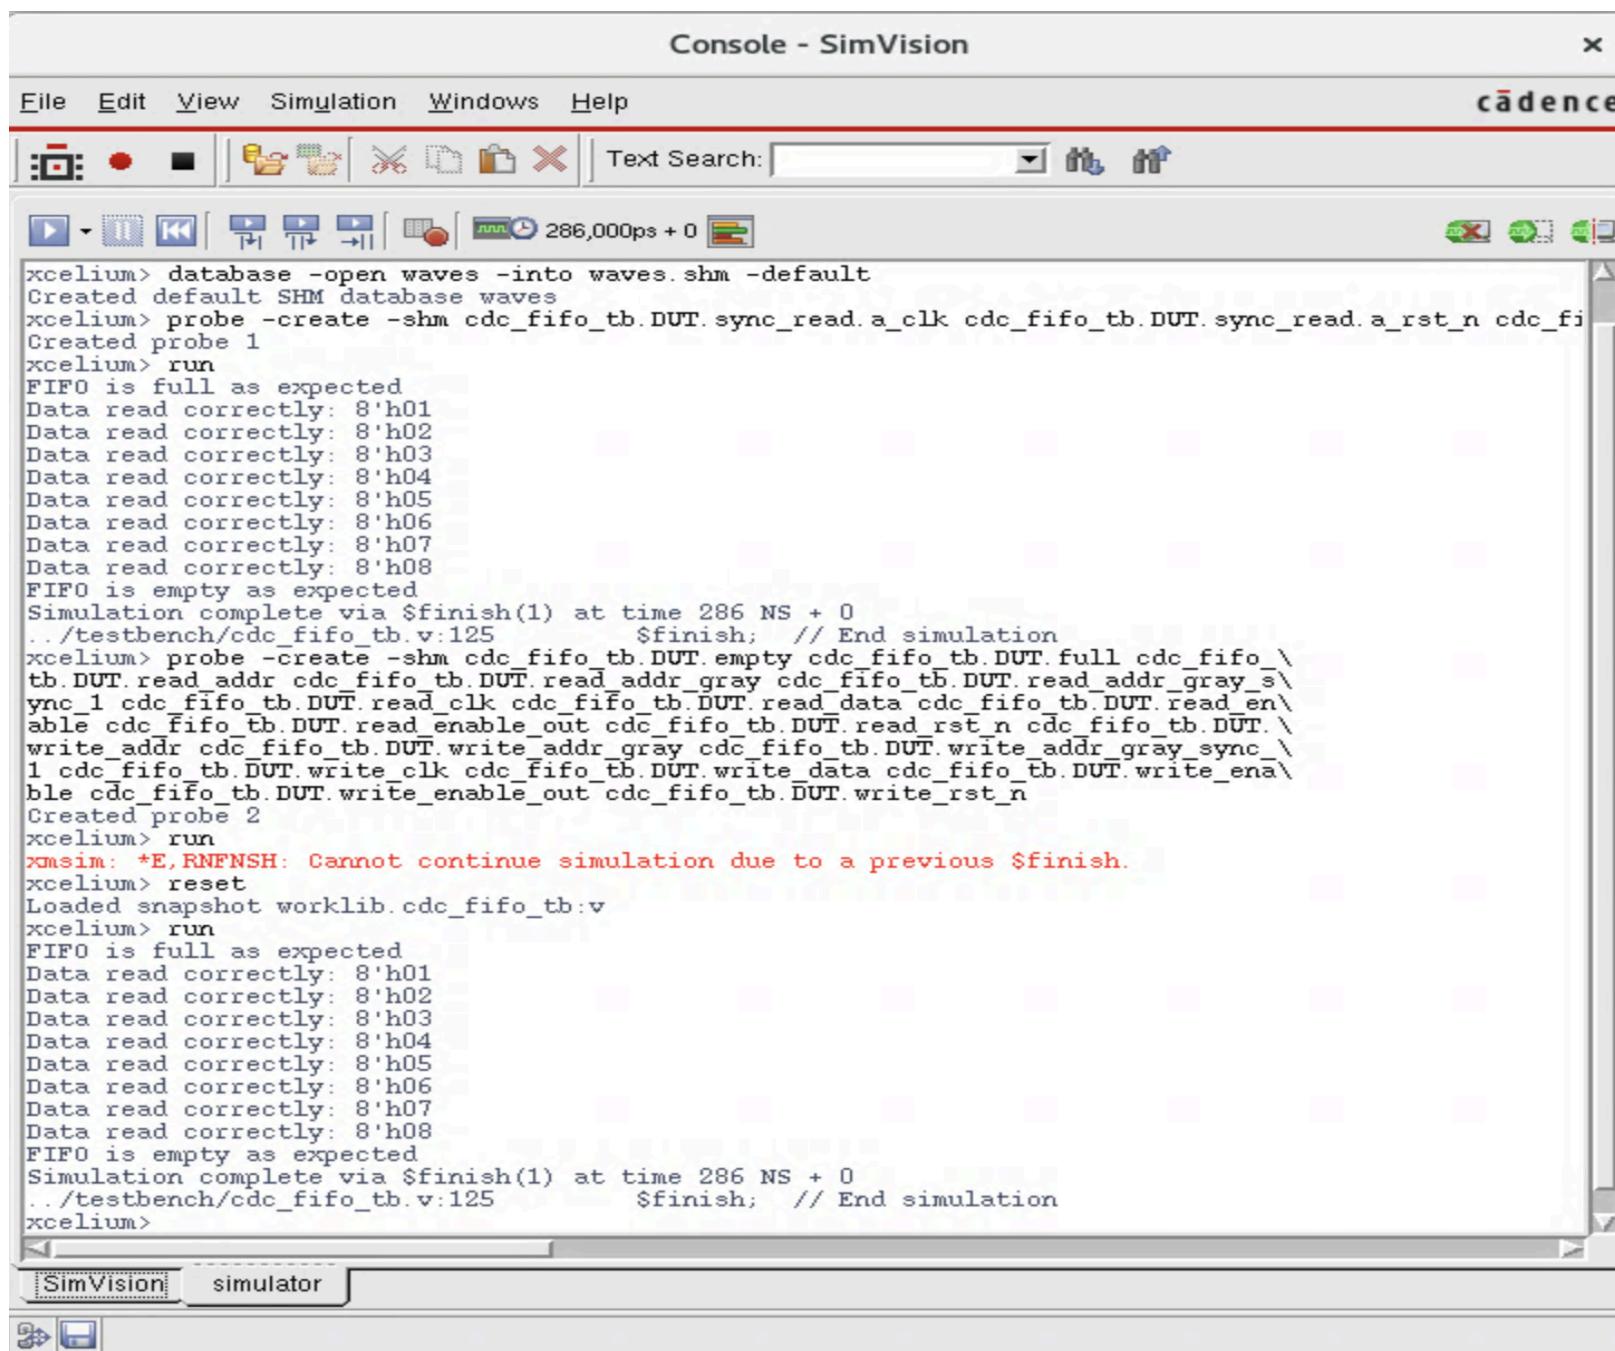 Console - SimVision
File Edit View Simulation Windows Help
cādence
Text Search:
286,000ps + 0
xcelium> database -open waves -into waves.shm -default
Created default SHM database waves
xcelium> probe -create -shm cdc_fifo_tb.DUT.sync_read.a_clk cdc_fifo_tb.DUT.sync_read.a_rst_n cdc_fi
Created probe 1
xcelium> run
FIFO is full as expected
Data read correctly: 8'h01
Data read correctly: 8'h02
Data read correctly: 8'h03
Data read correctly: 8'h04
Data read correctly: 8'h05
Data read correctly: 8'h06
Data read correctly: 8'h07
Data read correctly: 8'h08
FIFO is empty as expected
Simulation complete via $finish(1) at time 286 NS + 0
../testbench/cdc_fifo_tb.v:125 $finish; // End simulation
xcelium> probe -create -shm cdc_fifo_tb.DUT.empty cdc_fifo_tb.DUT.full cdc_fifo_\
tb.DUT.read_addr cdc_fifo_tb.DUT.read_addr_gray cdc_fifo_tb.DUT.read_addr_gray_s\
ync_1 cdc_fifo_tb.DUT.read_clk cdc_fifo_tb.DUT.read_data cdc_fifo_tb.DUT.read_en\
able cdc_fifo_tb.DUT.read_enable_out cdc_fifo_tb.DUT.read_rst_n cdc_fifo_tb.DUT.\
write_addr cdc_fifo_tb.DUT.write_addr_gray cdc_fifo_tb.DUT.write_addr_gray_sync_\
1 cdc_fifo_tb.DUT.write_clk cdc_fifo_tb.DUT.write_data cdc_fifo_tb.DUT.write_ena\
ble cdc_fifo_tb.DUT.write_enable_out cdc_fifo_tb.DUT.write_rst_n
Created probe 2
xcelium> run
xmsim: *E,RNFNSH: Cannot continue simulation due to a previous $finish.
xcelium> reset
Loaded snapshot worklib.cdc_fifo_tb:v
xcelium> run
FIFO is full as expected
Data read correctly: 8'h01
Data read correctly: 8'h02
Data read correctly: 8'h03
Data read correctly: 8'h04
Data read correctly: 8'h05
Data read correctly: 8'h06
Data read correctly: 8'h07
Data read correctly: 8'h08
FIFO is empty as expected
Simulation complete via $finish(1) at time 286 NS + 0
../testbench/cdc_fifo_tb.v:125 $finish; // End simulation
xcelium>
SimVision simulator